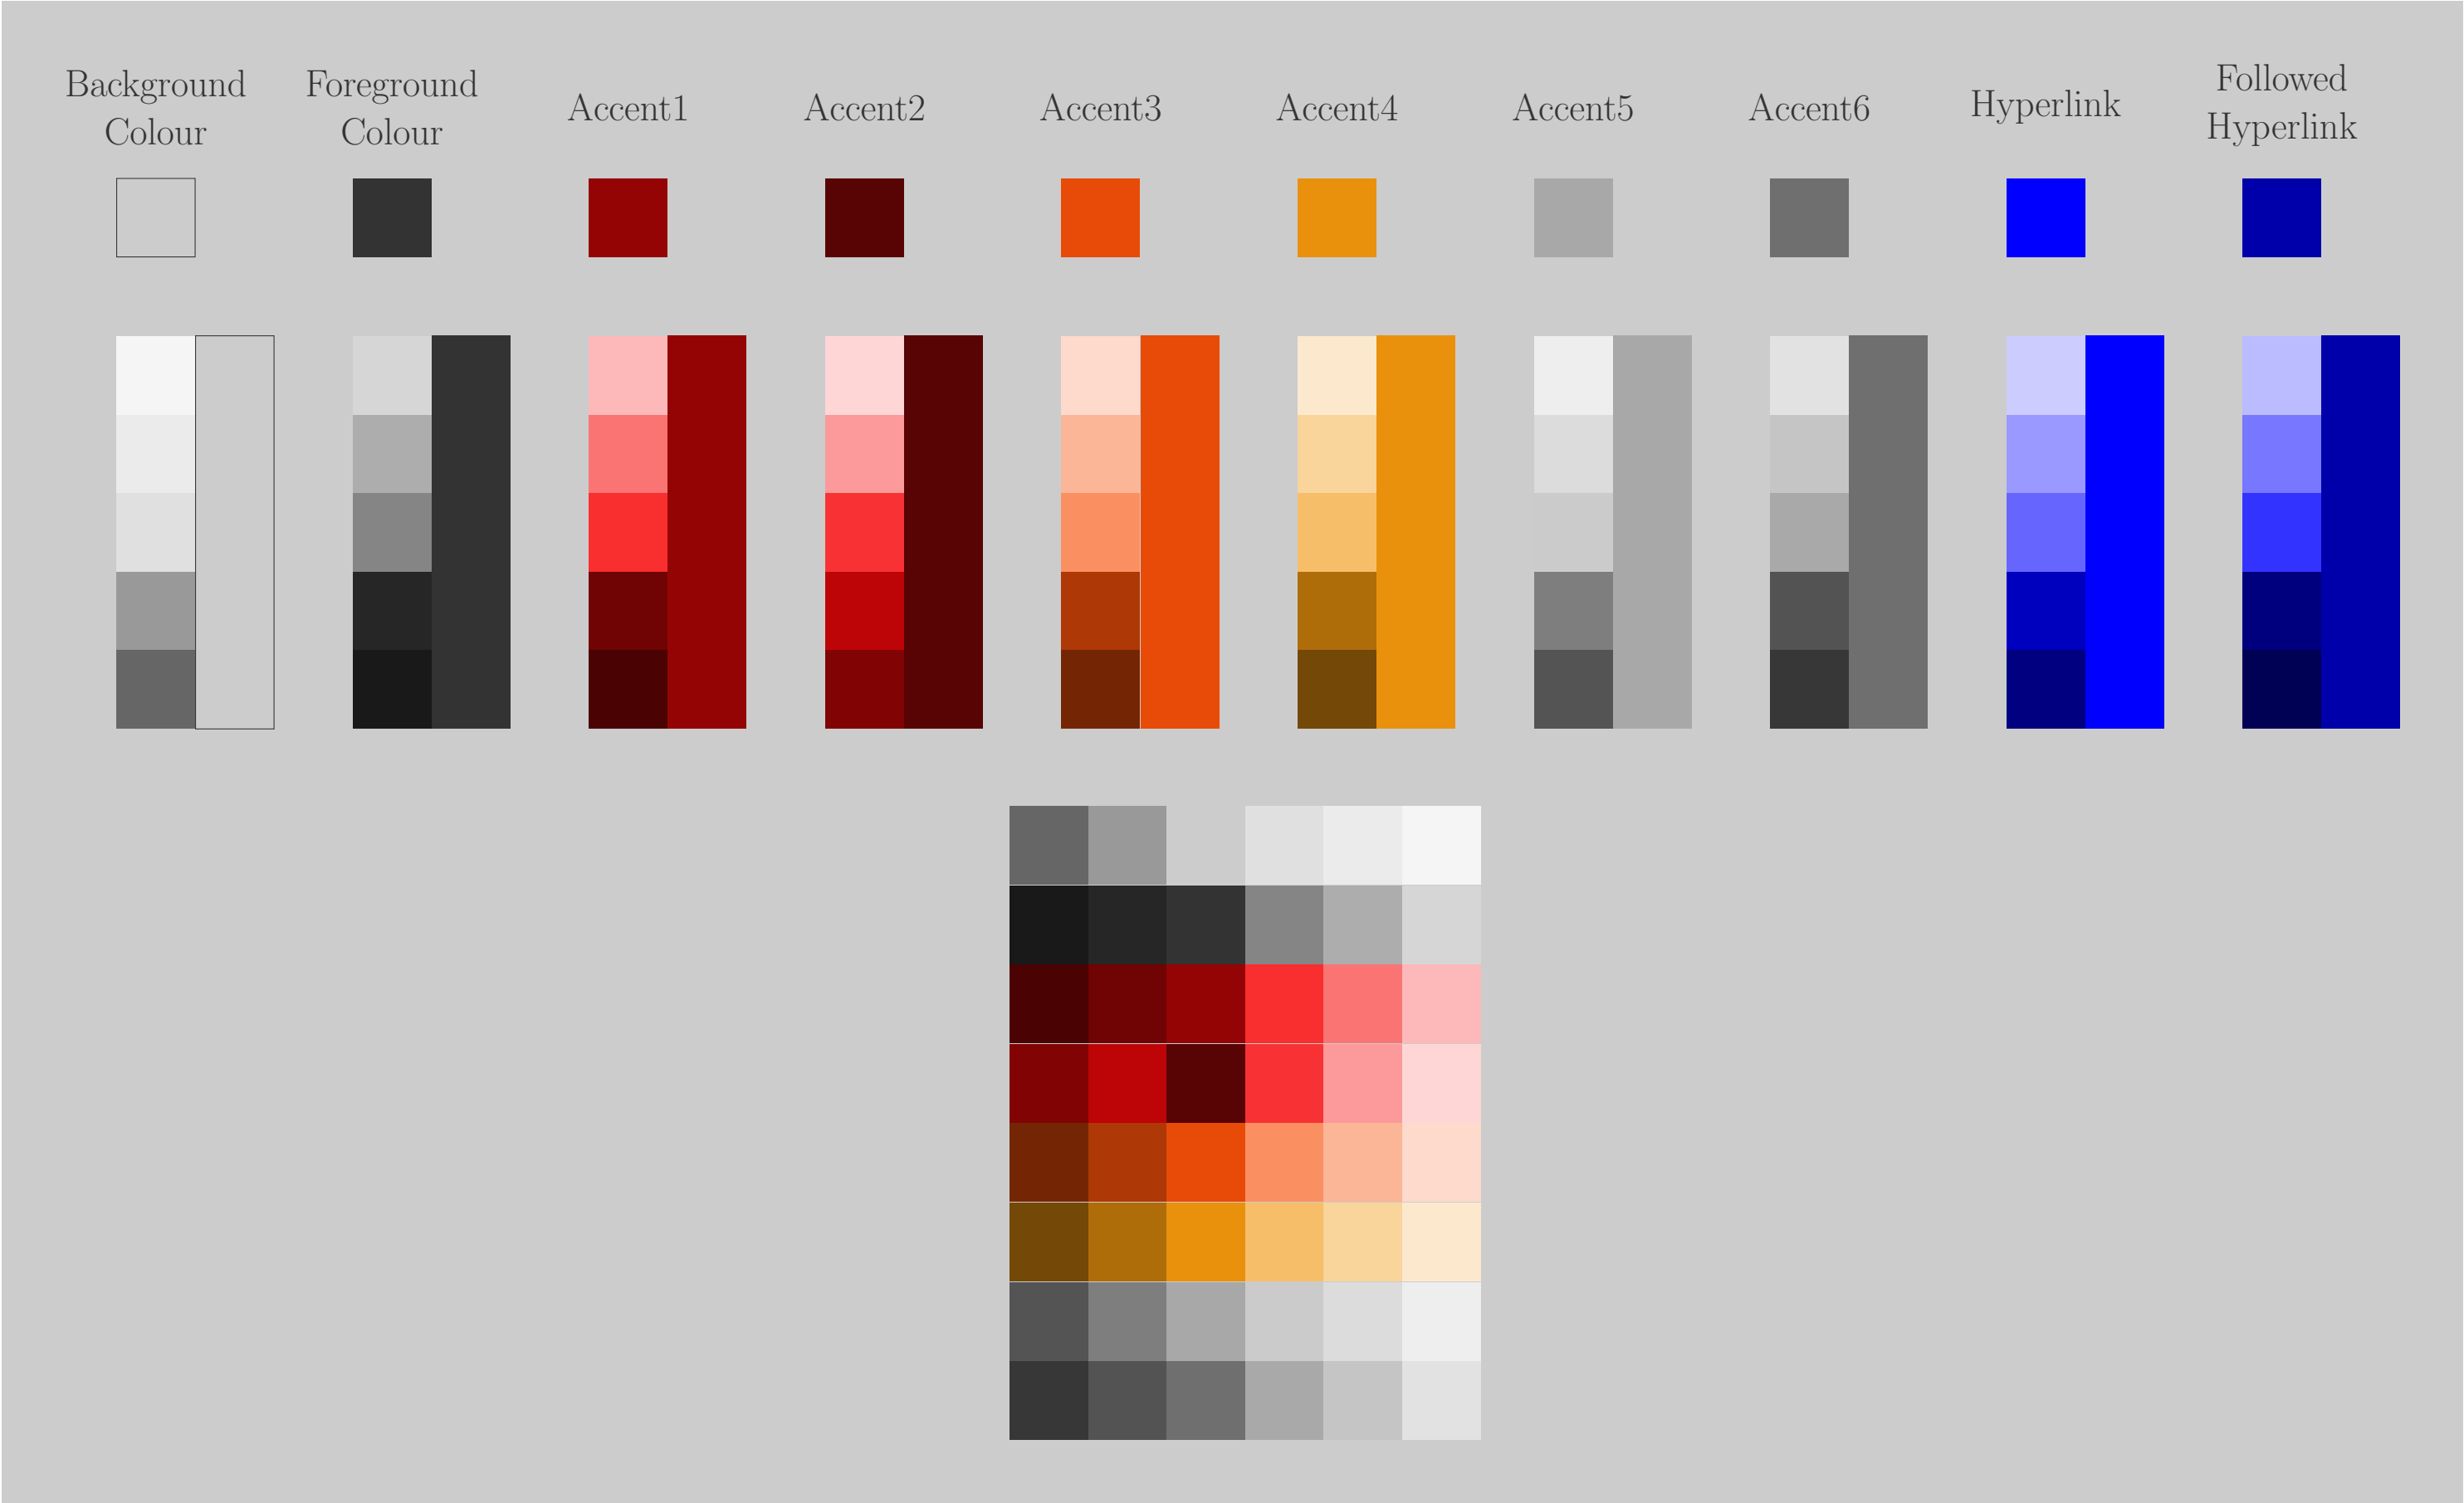 Background
Colour
Foreground
Colour
Accent1
Accent2
Accent3
Accent4
Accent5
Accent6
Hyperlink
Followed
Hyperlink